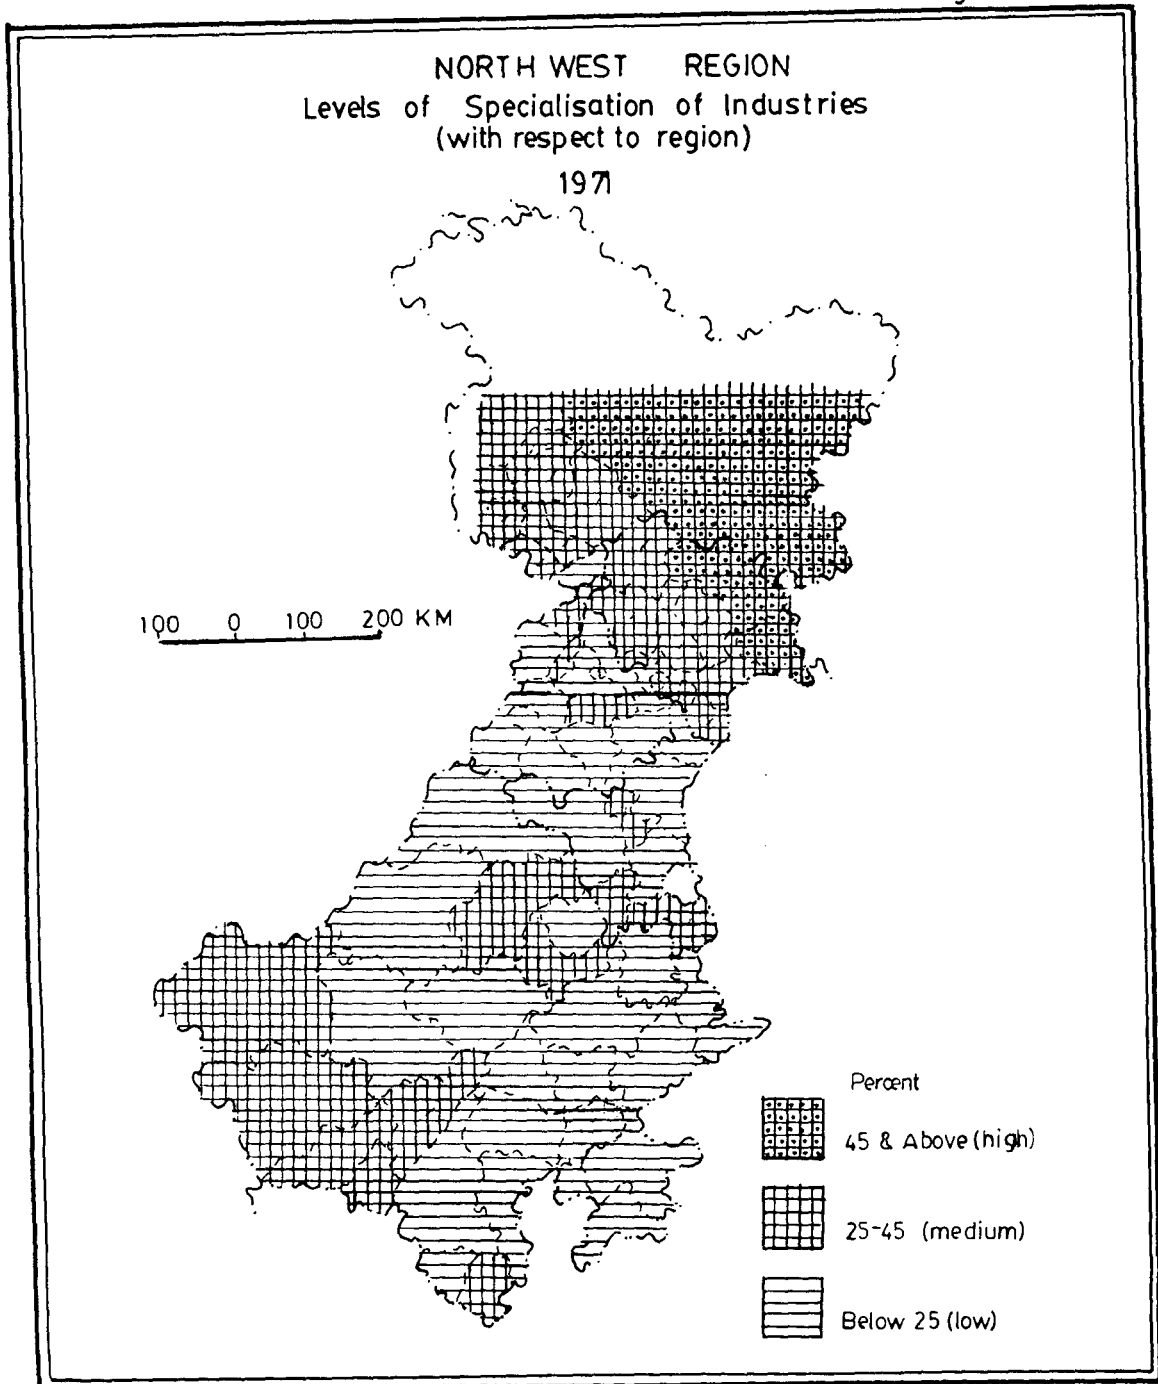 NORTH WEST REGION
Levels of Specialisation of Industries
(with respect to region)
1971
100 0 100 200 KM
Percent
45 & Above (high)
25-45 (medium)
Below 25 (low)